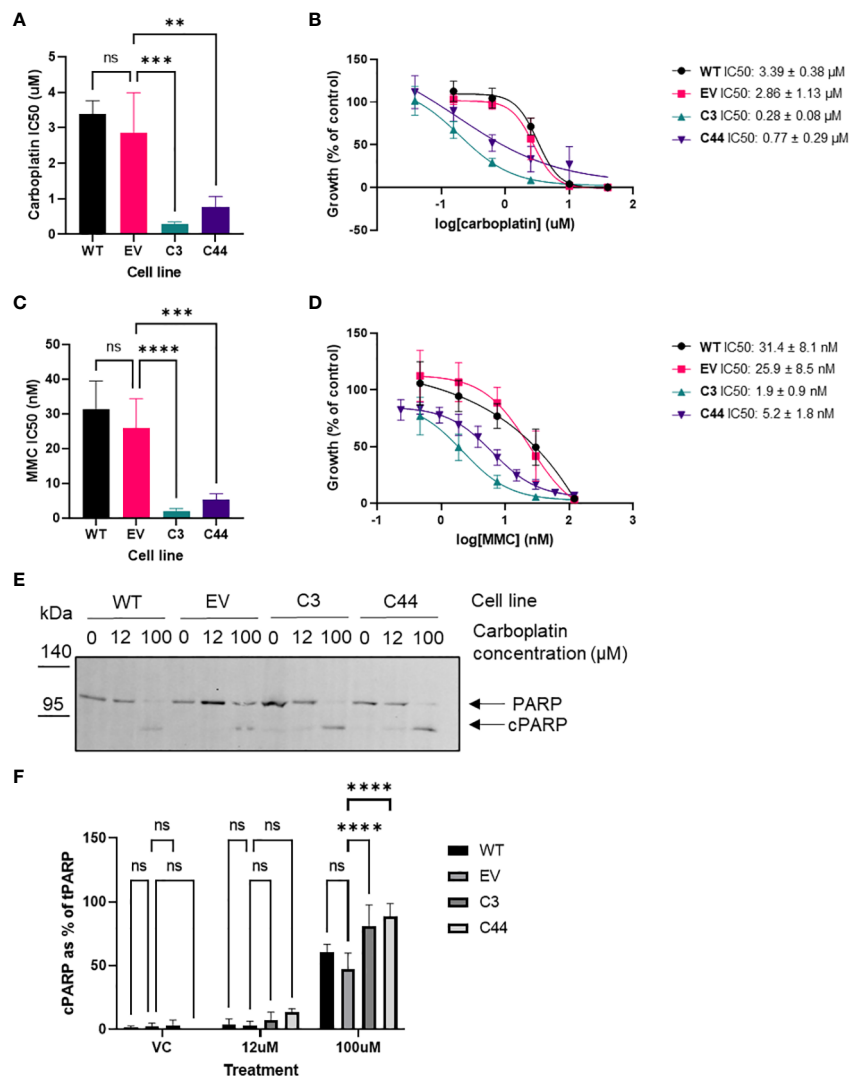 A
Carboplatin IC50 (uM)
5
4
3
2
1
0
ns
***
**
WT EV C3 C44
Cell line
B
Growth (% of control)
150
100
50
0
-50
-1 0 1 2
log[carboplatin] (uM)
WT IC50: 3.39 ± 0.38 µM
EV IC50: 2.86 ± 1.13 µM
C3 IC50: 0.28 ± 0.08 µM
C44 IC50: 0.77 ± 0.29 µM
C
MMC IC50 (nM)
50
40
30
20
10
0
ns
****
***
WT EV C3 C44
Cell line
D
Growth (% of control)
150
100
50
0
-1 0 1 2 3
log[MMC] (nM)
WT IC50: 31.4 ± 8.1 nM
EV IC50: 25.9 ± 8.5 nM
C3 IC50: 1.9 ± 0.9 nM
C44 IC50: 5.2 ± 1.8 nM
E
kDa
WT EV C3 C44 Cell line
0 12 100 0 12 100 0 12 100 0 12 100 Carboplatin
concentration (µM)
140
95
PARP
cPARP
F
cPARP as % of tPARP
150
100
50
0
ns
ns ns
ns ns
ns
****
****
ns
VC 12uM 100uM
Treatment
WT
EV
C3
C44